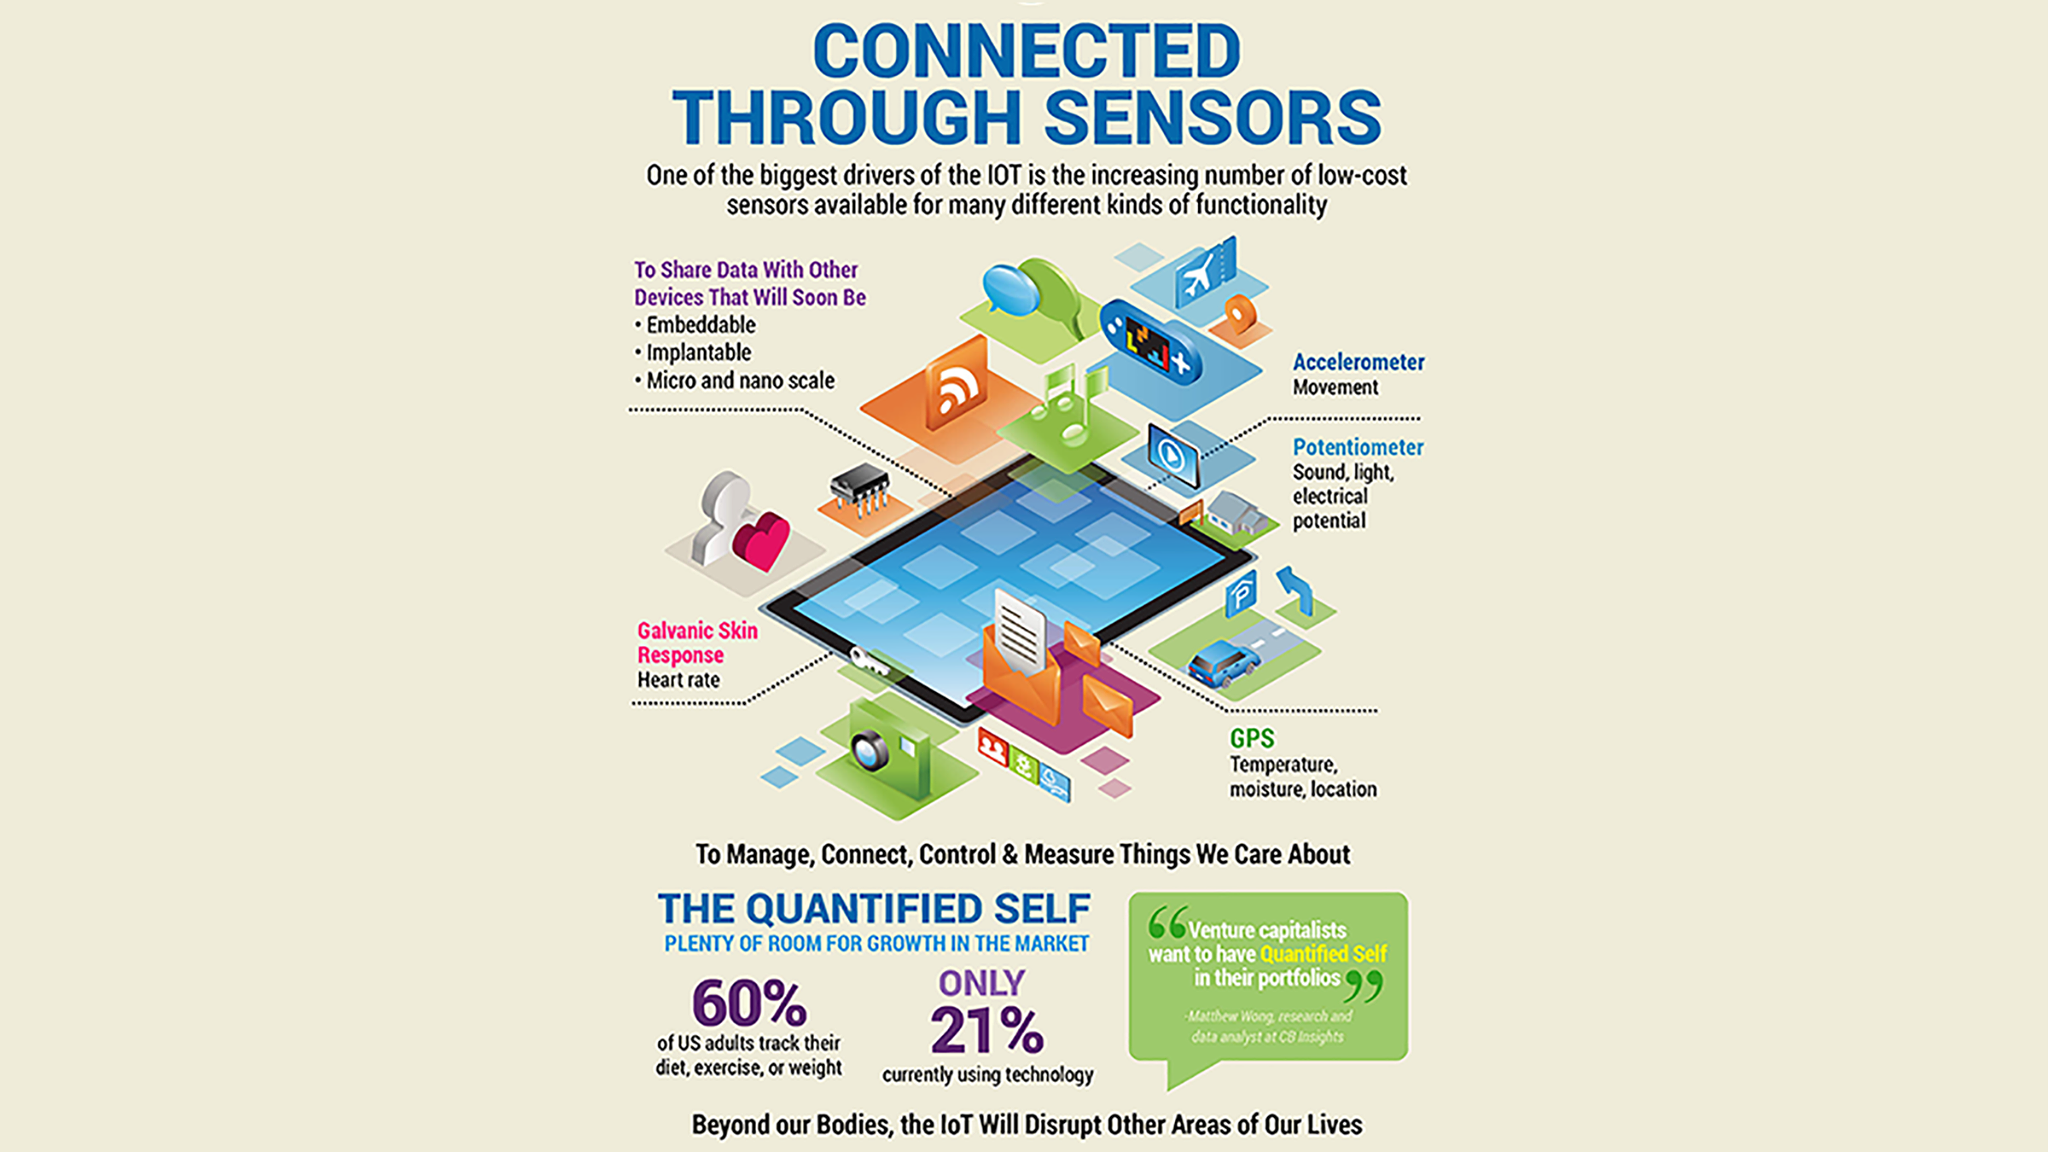 CONNECTED
THROUGH SENSORS
One of the biggest drivers of the IOT is the increasing number of low-cost
sensors available for many different kinds of functionality
To Share Data With Other
Devices That Will Soon Be
• Embeddable
• Implantable
• Micro and nano scale
Accelerometer
Movement
Potentiometer
Sound, light,
electrical
potential
P
Galvanic Skin
Response
Heart rate
GPS
Temperature,
moisture, location
To Manage, Connect, Control & Measure Things We Care About
THE QUANTIFIED SELF
PLENTY OF ROOM FOR GROWTH IN THE MARKET
60%
of US adults track their
diet, exercise, or weight
ONLY
21%
currently using technology
“Venture capitalists
want to have Quantified Self
in their portfolios”
-Matthew Wong, research and
data analyst at CB Insights
Beyond our Bodies, the IoT Will Disrupt Other Areas of Our Lives